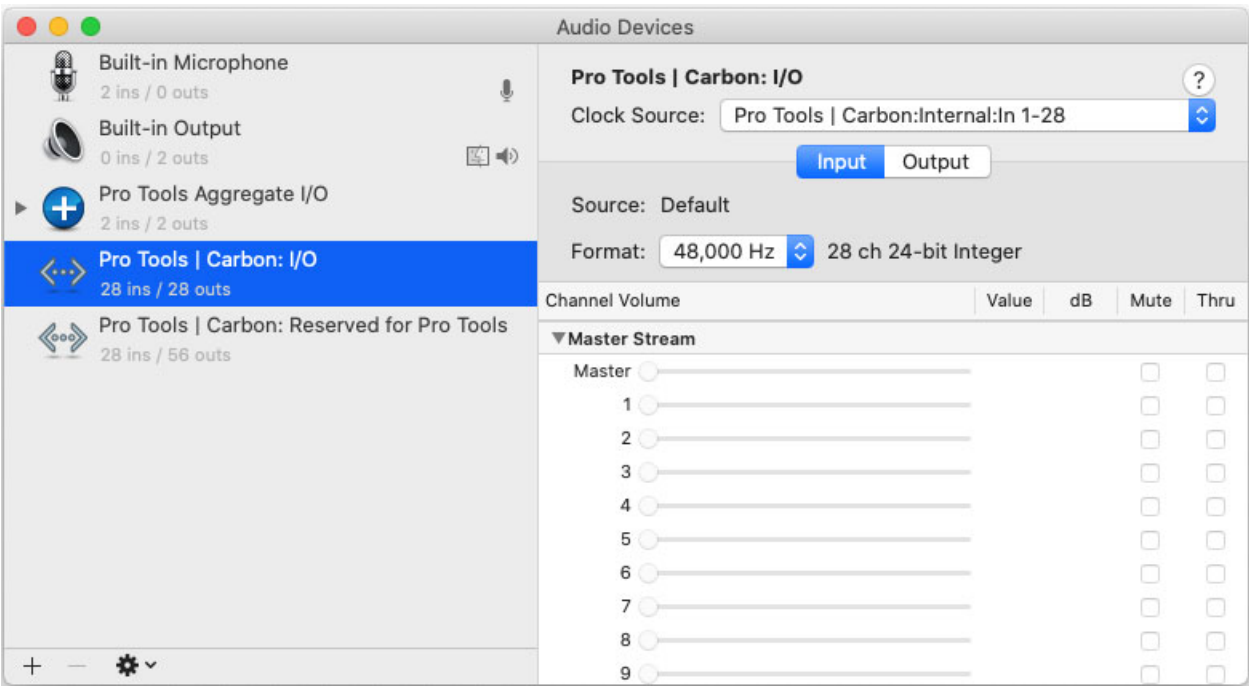 Audio Devices
Built-in Microphone
2 ins / 0 outs
Built-in Output
0 ins / 2 outs
Pro Tools Aggregate I/O
2 ins / 2 outs
Pro Tools | Carbon: I/O
28 ins / 28 outs
Pro Tools | Carbon: Reserved for Pro Tools
28 ins / 56 outs
Pro Tools | Carbon: I/O
?
Clock Source: Pro Tools | Carbon:Internal:In 1-28
Input Output
Source: Default
Format: 48,000 Hz 28 ch 24-bit Integer
Channel Volume Value dB Mute Thru
Master Stream
Master
1
2
3
4
5
6
7
8
9